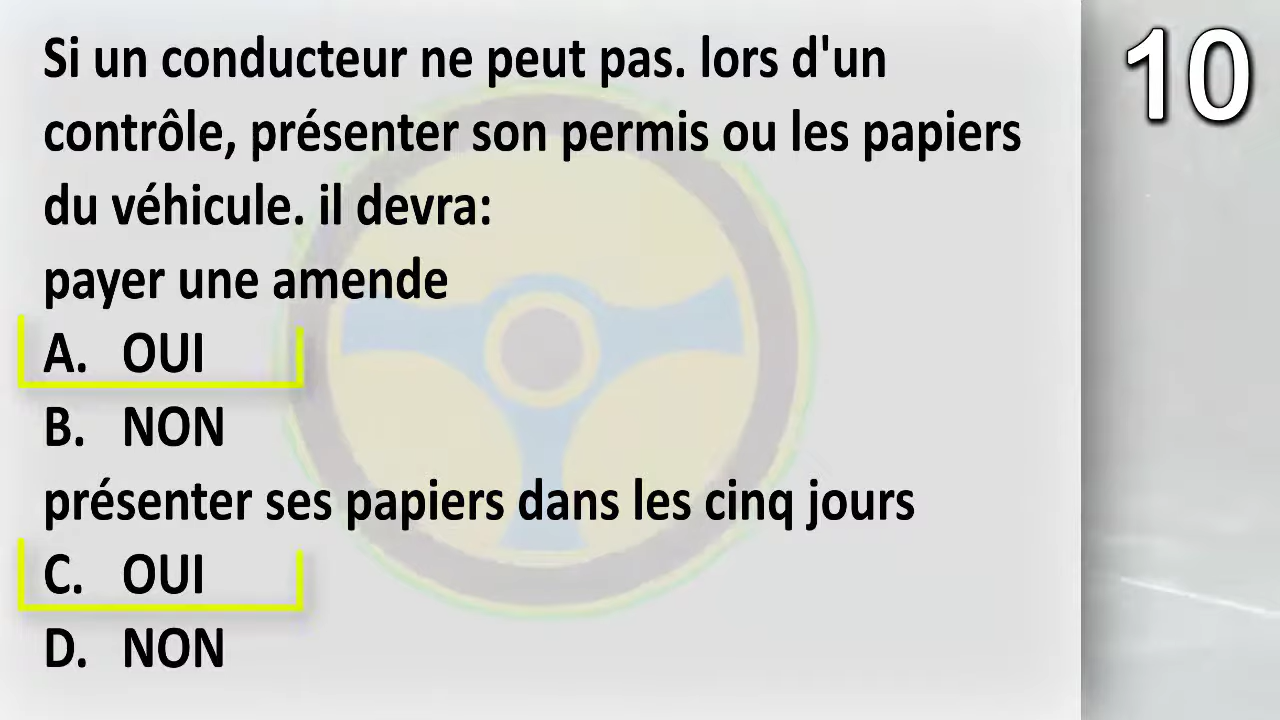 Si un conducteur ne peut pas. lors d'un
contrôle, présenter son permis ou les papiers
du véhicule. il devra:
payer une amende
A. OUI
B. NON
présenter ses papiers dans les cinq jours
C. OUI
D. NON
10